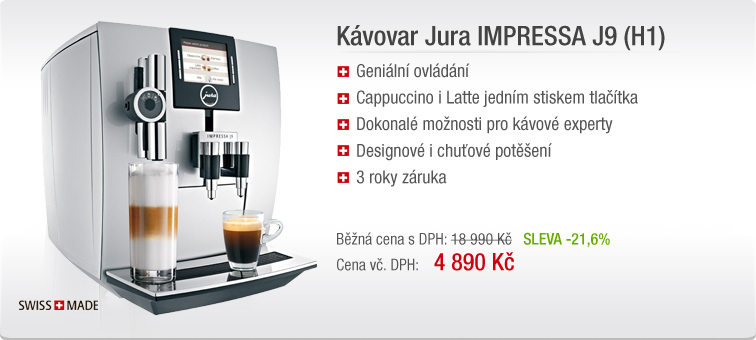 Kávovar Jura IMPRESSA J9 (H1)
Geniální ovládání
Cappuccino i Latte jedním stiskem tlačítka
Dokonalé možnosti pro kávové experty
Designové i chuťové potěšení
3 roky záruka
Běžná cena s DPH: 18 990 Kč SLEVA -21,6%
Cena vč. DPH: 4 890 Kč
jura
IMPRESSA J9
SWISS MADE